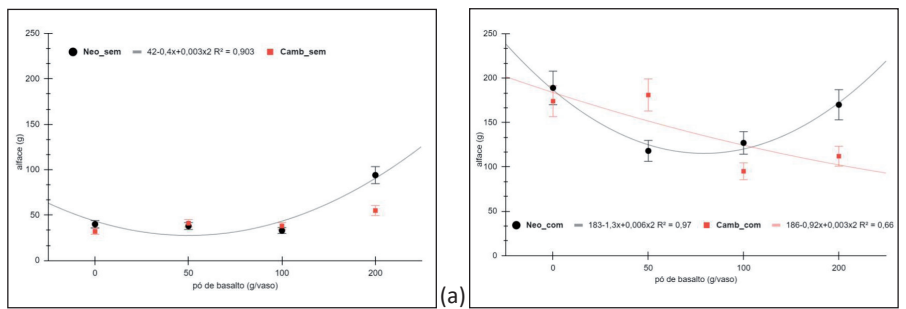 250
200
150
100
50
0
alface (g)
Neo_sem 42-0,4x+0,003x2 R² = 0,903 Camb_sem
0 50 100 200
pó de basalto (g/vaso)
(a)
250
200
150
100
50
0
alface (g)
Neo_com 183-1,3x+0,006x2 R² = 0,97 Camb_com 186-0,92x+0,003x2 R² = 0,66
0 50 100 200
pó de basalto (g/vaso)